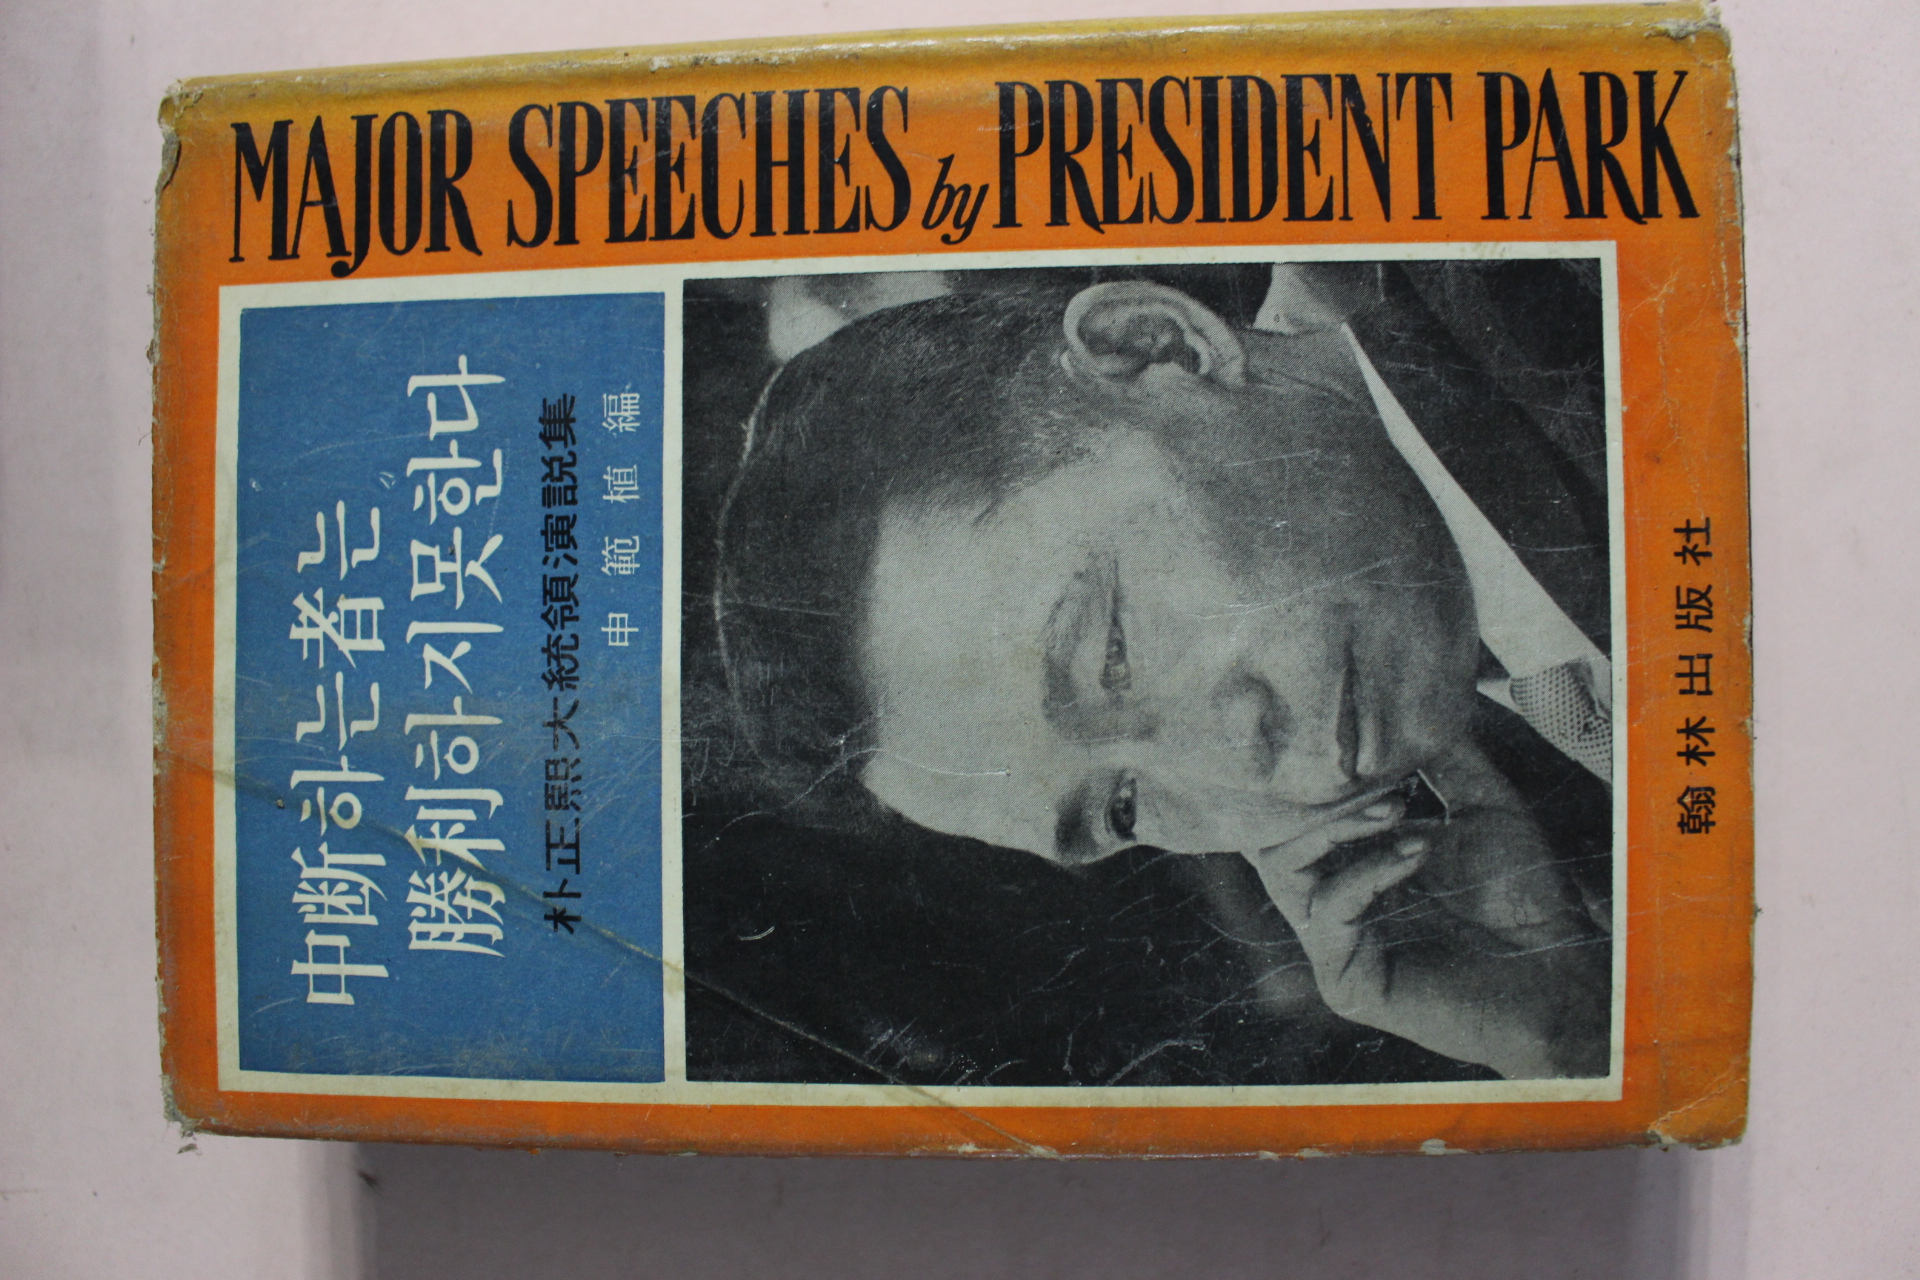 MAJOR SPEECHES by PRESIDENT PARK
中斷하는者는
勝利하지못한다
朴正熙大統領演説集
申範植編
翰林出版社